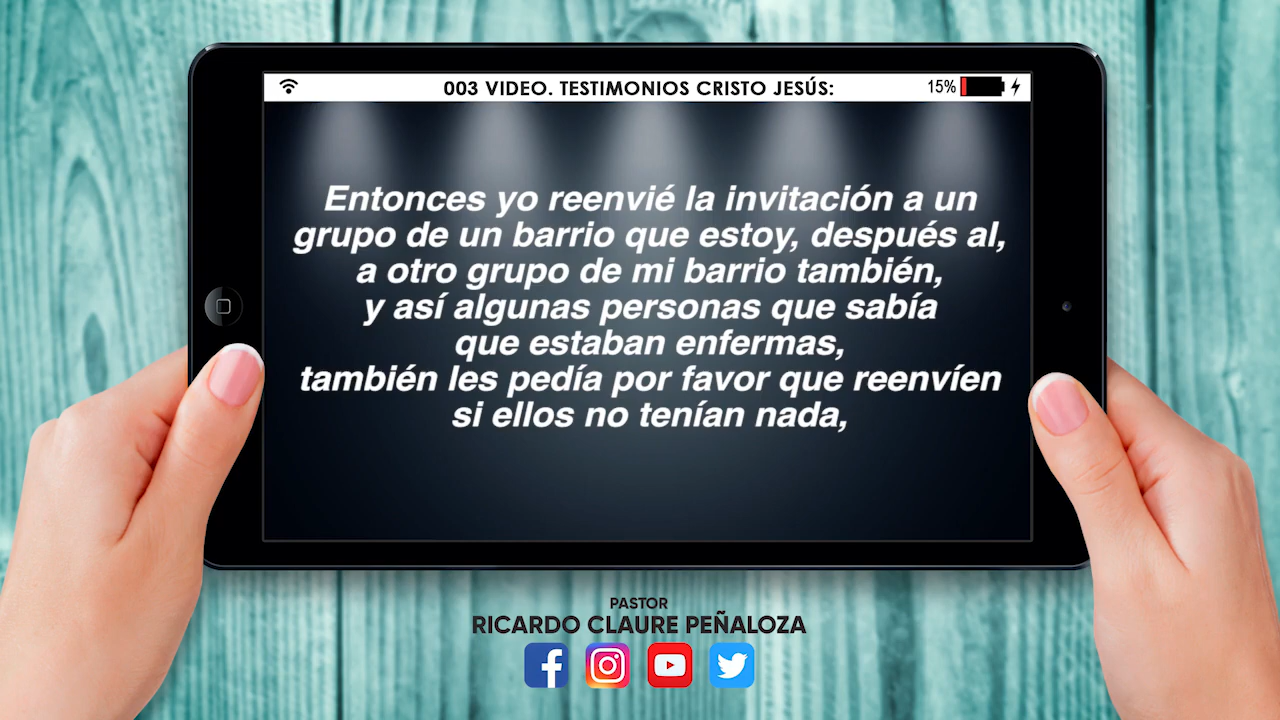 003 VIDEO. TESTIMONIOS CRISTO JESÚS:
15%
Entonces yo reenvié la invitación a un
grupo de un barrio que estoy, después al,
a otro grupo de mi barrio también,
y así algunas personas que sabía
que estaban enfermas,
también les pedía por favor que reenvíen
si ellos no tenían nada,
PASTOR
RICARDO CLAURE PEÑALOZA